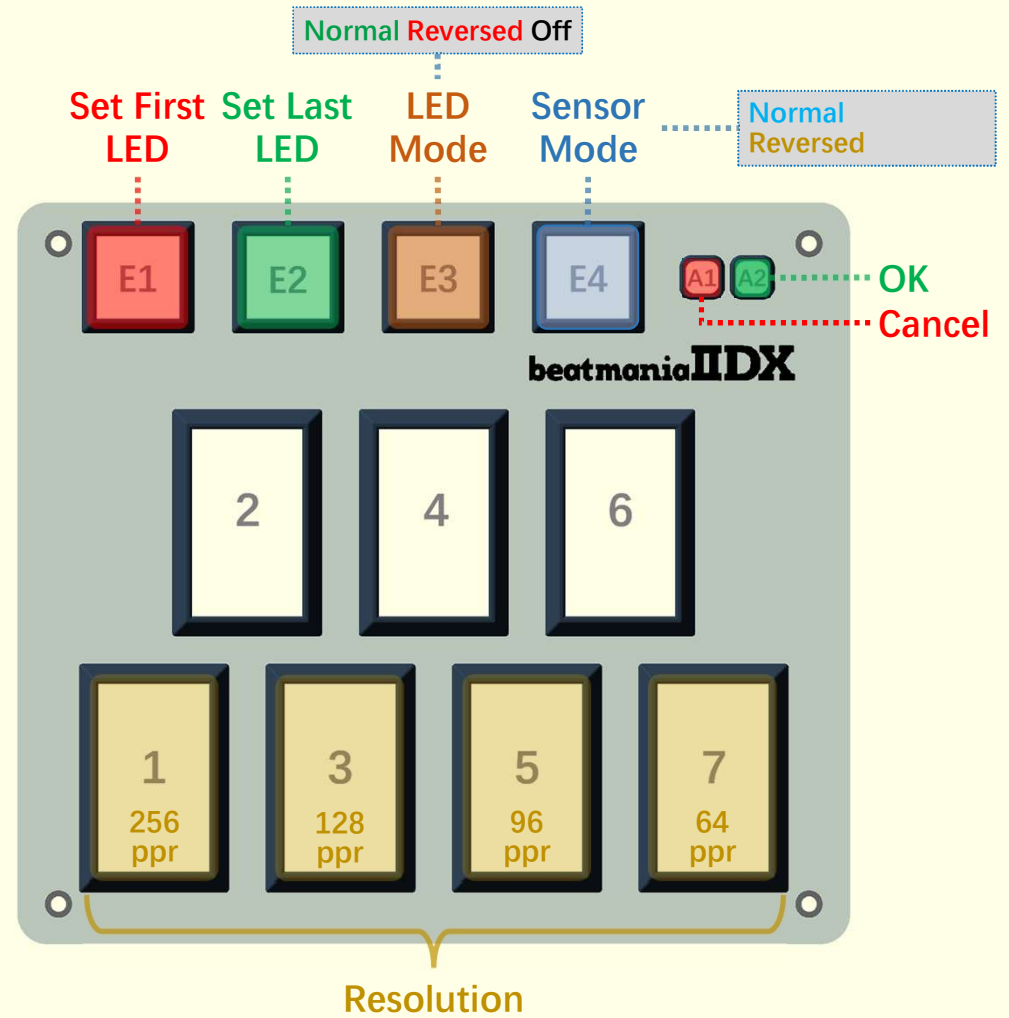 Normal Reversed Off
Set First
LED
Set Last
LED
LED
Mode
Sensor
Mode
Normal
Reversed
E1
E2
E3
E4
A1
A2
OK
Cancel
beatmania IIDX
2
4
6
1
256
ppr
3
128
ppr
5
96
ppr
7
64
ppr
Resolution